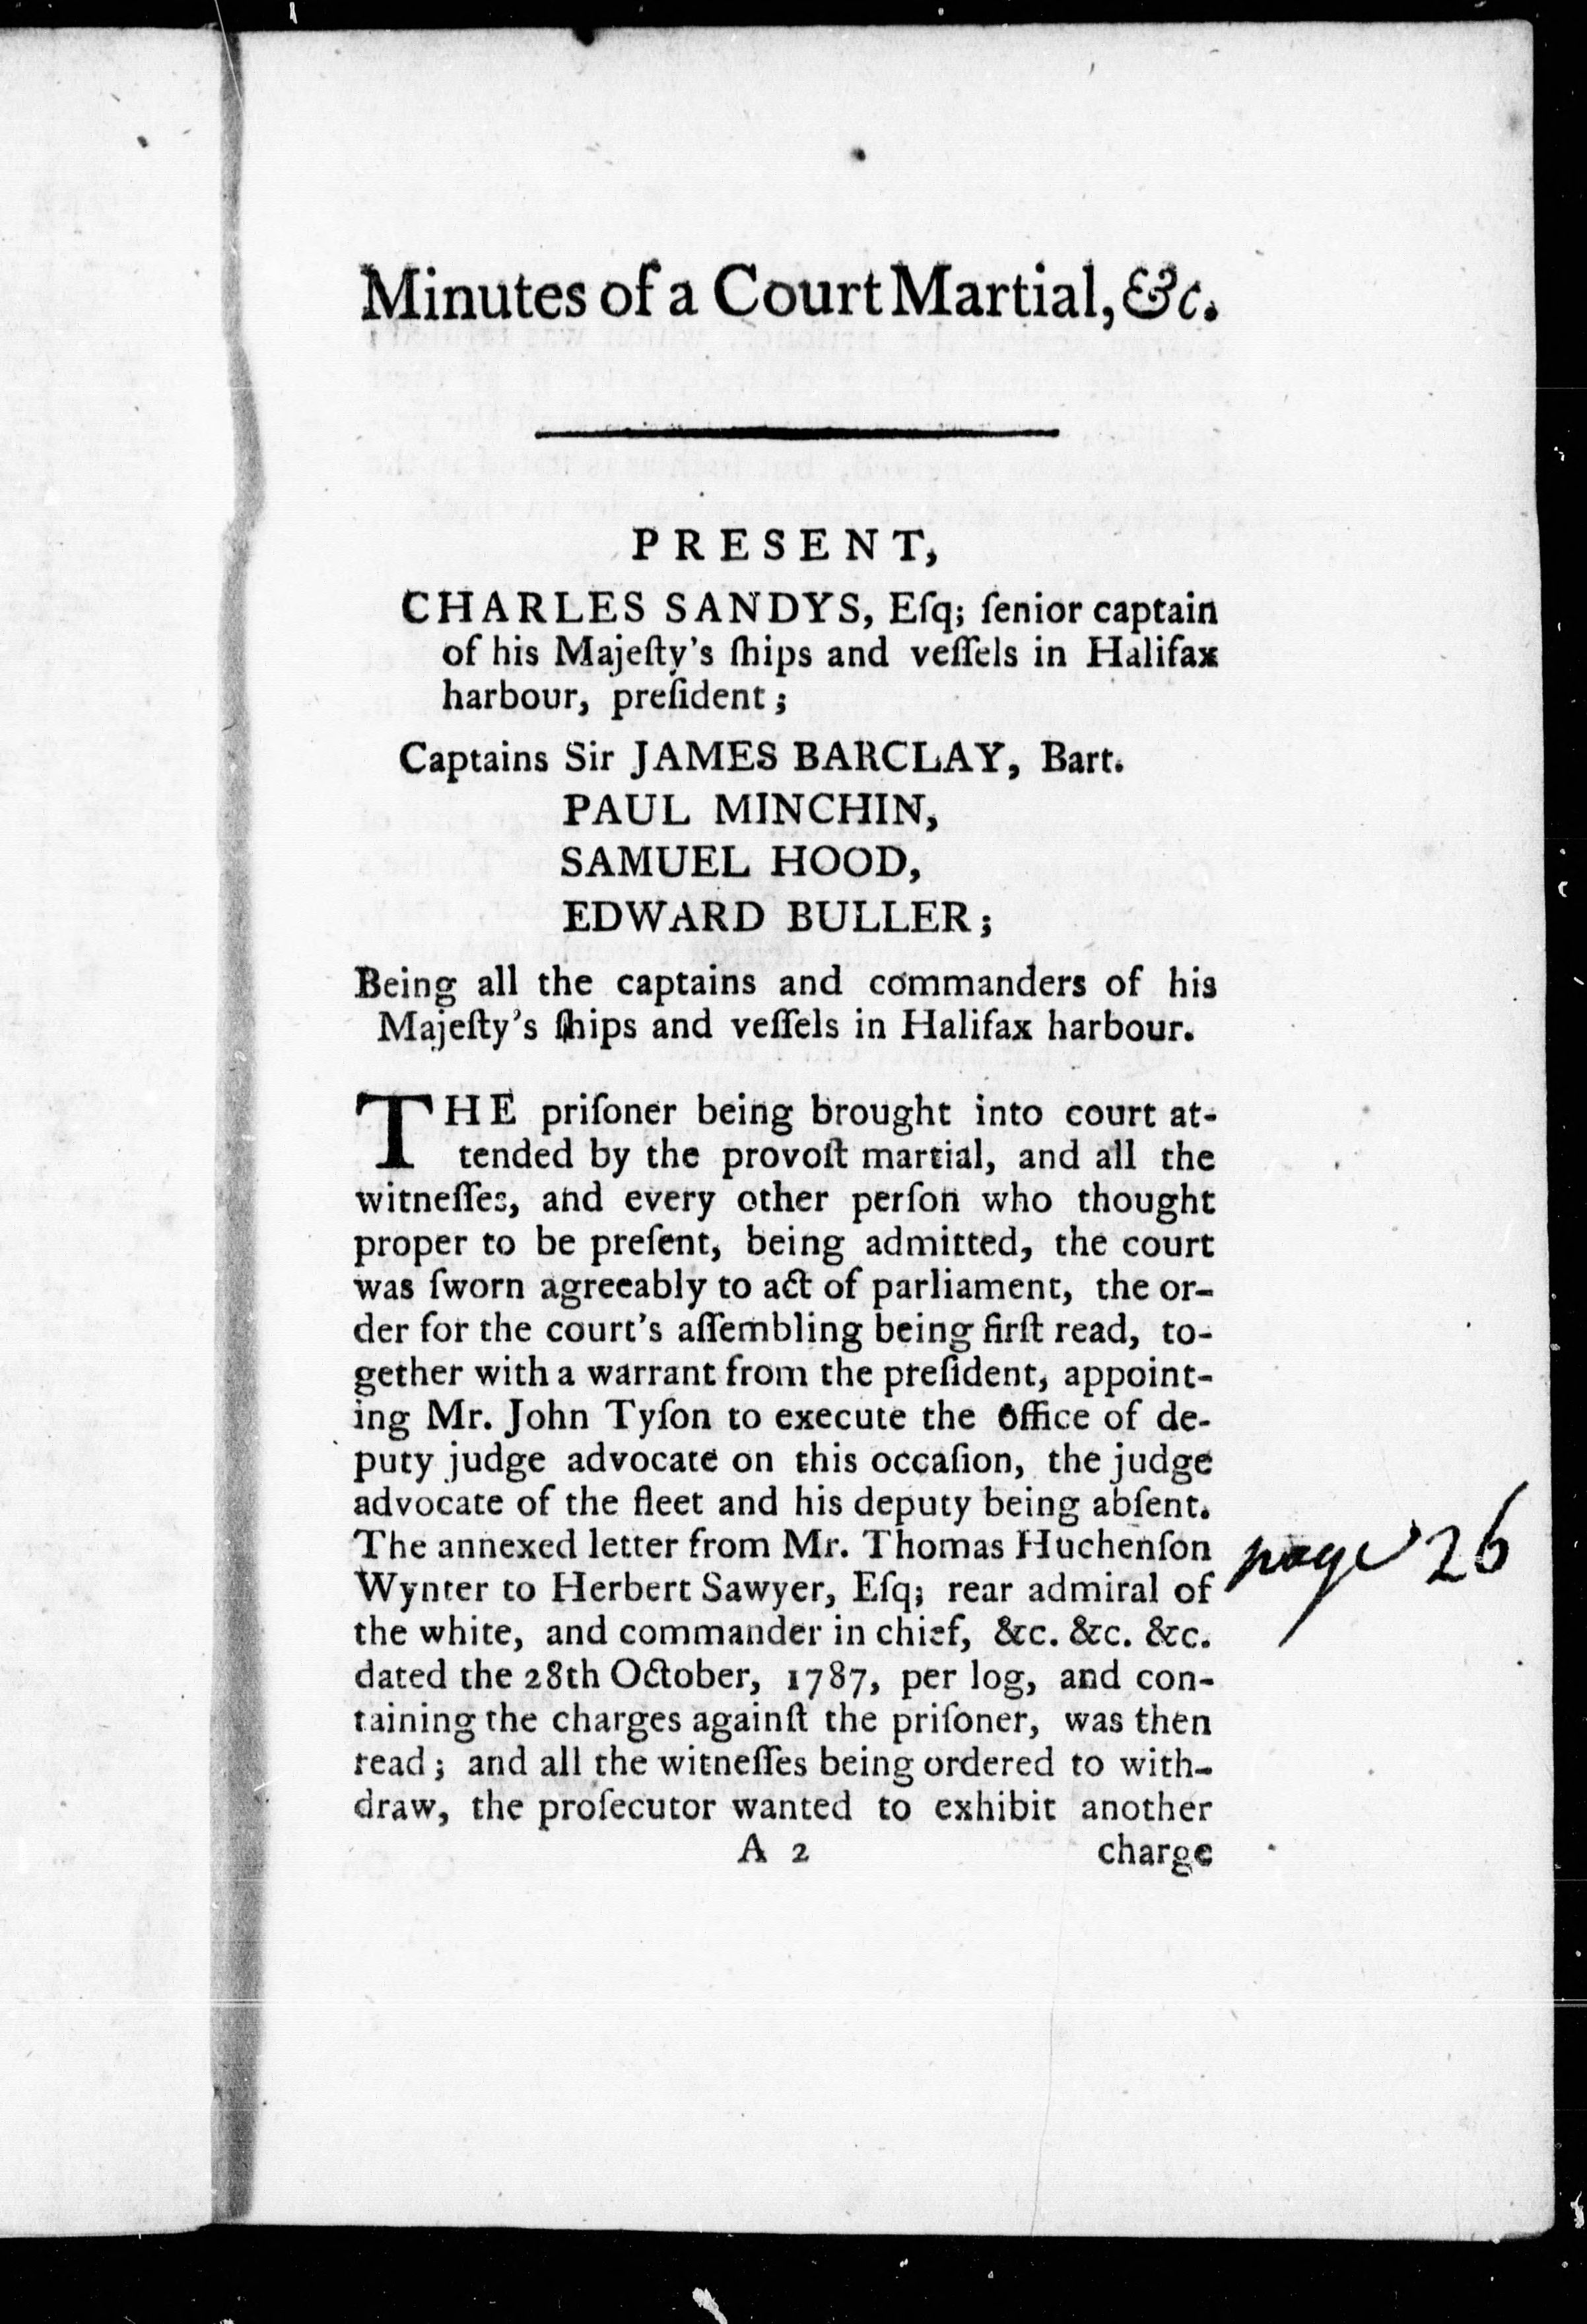 Minutes of a Court Martial, &c.
PRESENT,
CHARLES SANDYS, Eſq; ſenior captain
of his Majeſty's ſhips and veſſels in Halifax
harbour, preſident;
Captains Sir JAMES BARCLAY, Bart.
PAUL MINCHIN,
SAMUEL HOOD,
EDWARD BULLER;
Being all the captains and commanders of his
Majeſty's ſhips and veſſels in Halifax harbour.
THE priſoner being brought into court at-
tended by the provoſt martial, and all the
witneſſes, and every other perſon who thought
proper to be preſent, being admitted, the court
was ſworn agreeably to act of parliament, the or-
der for the court's aſſembling being firſt read, to-
gether with a warrant from the preſident, appoint-
ing Mr. John Tyſon to execute the office of de-
puty judge advocate on this occaſion, the judge
advocate of the fleet and his deputy being abſent.
The annexed letter from Mr. Thomas Huchenſon page 26
Wynter to Herbert Sawyer, Eſq; rear admiral of
the white, and commander in chief, &c. &c. &c.
dated the 28th October, 1787, per log, and con-
taining the charges againſt the priſoner, was then
read; and all the witneſſes being ordered to with-
draw, the proſecutor wanted to exhibit another
A 2 charge